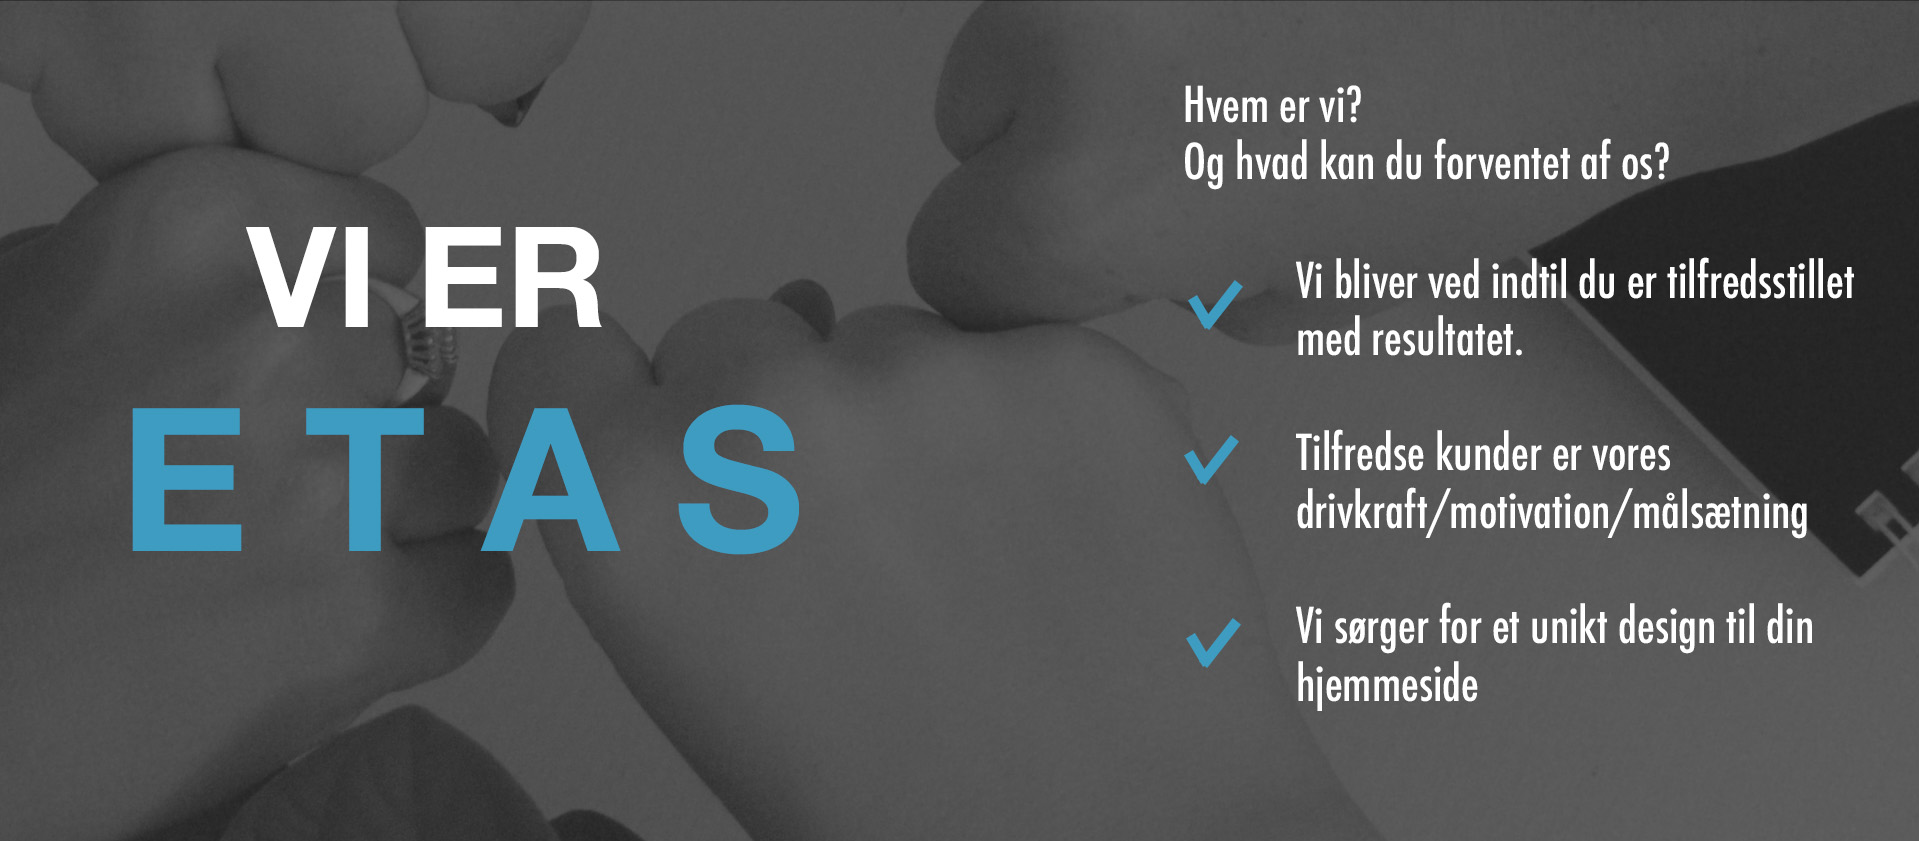 VI ER
E T A S
Hvem er vi?
Og hvad kan du forventet af os?
Vi bliver ved indtil du er tilfredsstillet
med resultatet.
Tilfredse kunder er vores
drivkraft/motivation/målsætning
Vi sørger for et unikt design til din
hjemmeside